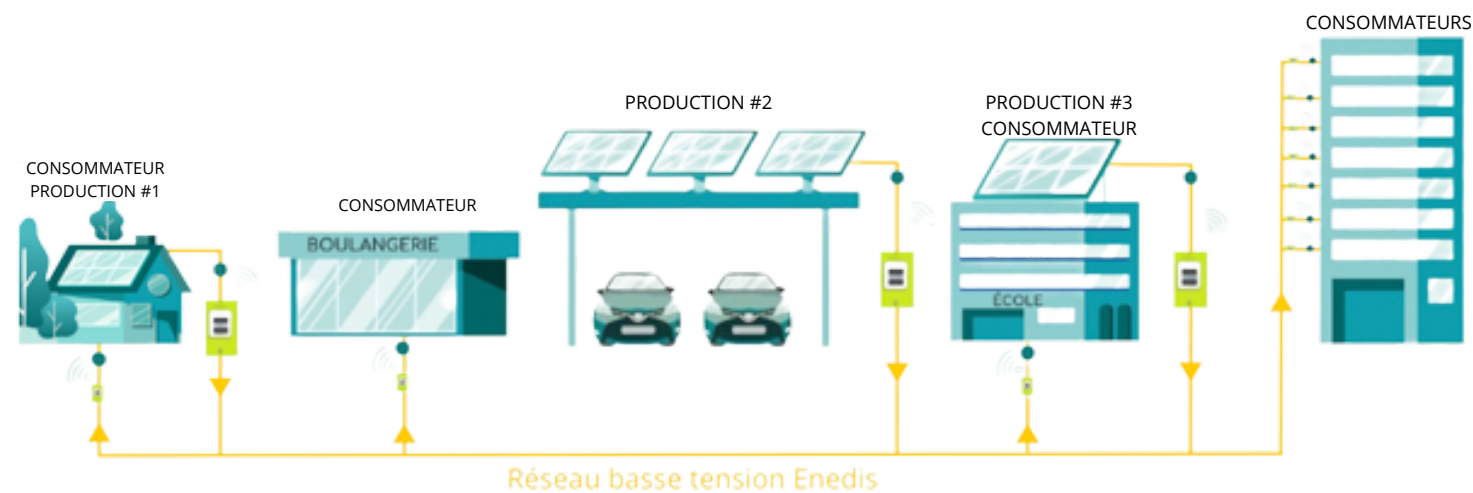 CONSOMMATEURS
PRODUCTION #2
PRODUCTION #3
CONSOMMATEUR
CONSOMMATEUR
PRODUCTION #1
CONSOMMATEUR
BOULANGERIE
ÉCOLE
Réseau basse tension Enedis